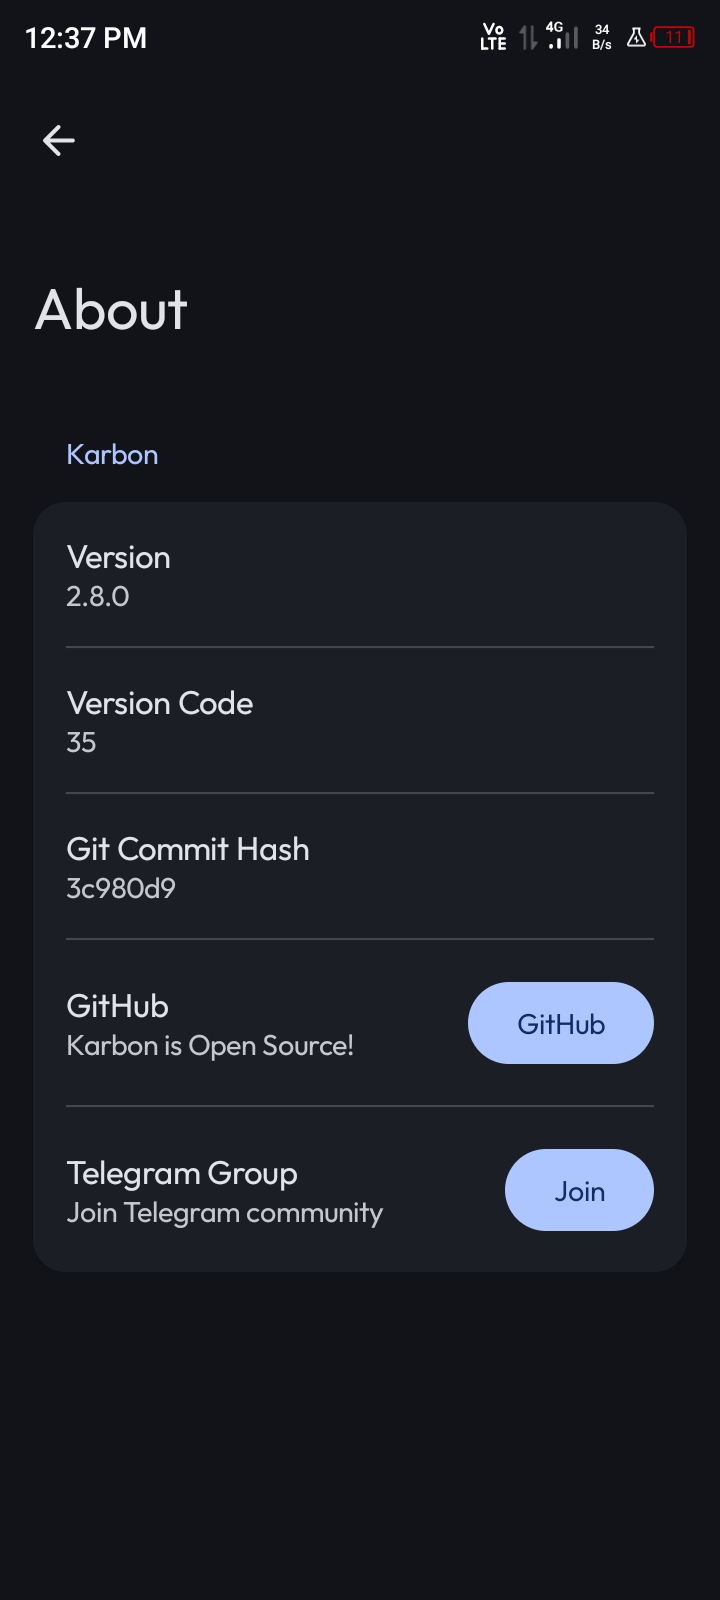 12:37 PM
Vo
LTE
4G
34
B/s
11
About
Karbon
Version
2.8.0
Version Code
35
Git Commit Hash
3c980d9
GitHub
Karbon is Open Source!
GitHub
Telegram Group
Join Telegram community
Join